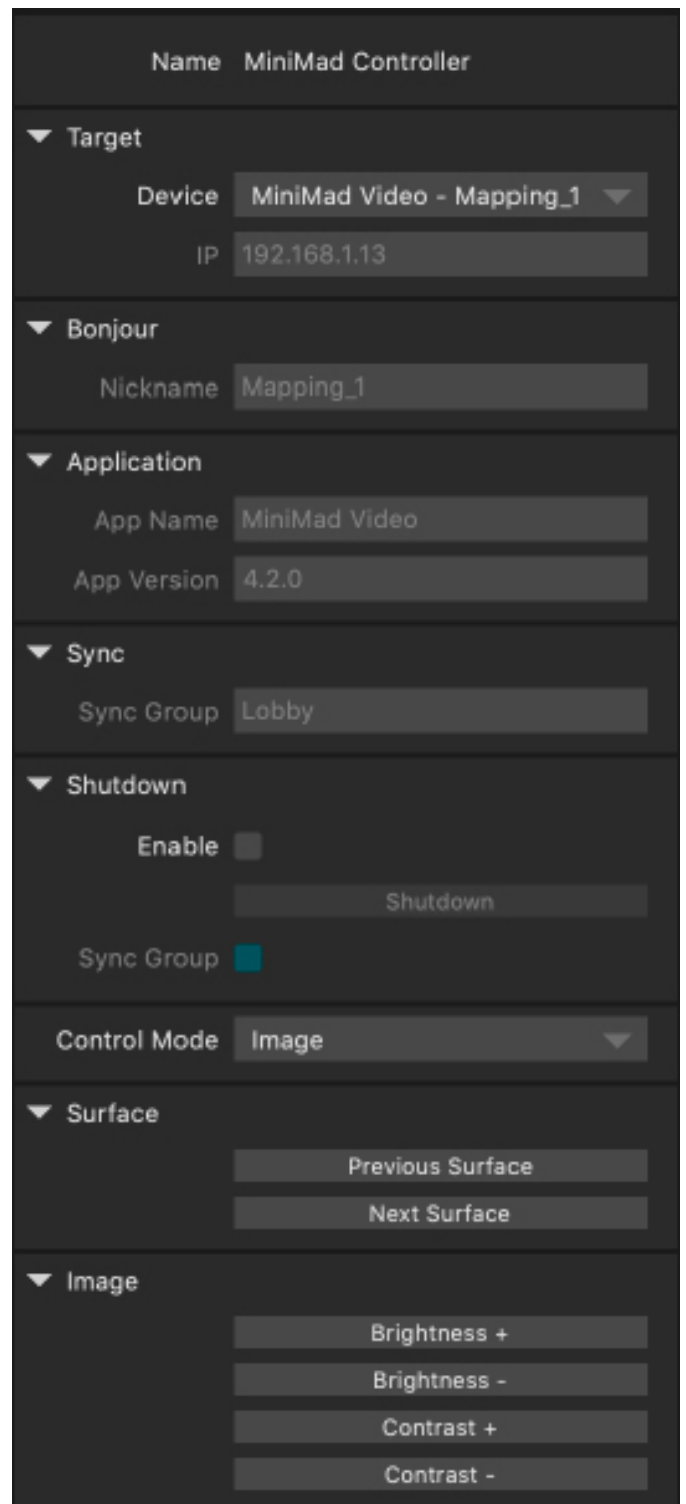 Name MiniMad Controller
Target
Device MiniMad Video - Mapping_1
IP 192.168.1.13
Bonjour
Nickname Mapping_1
Application
App Name MiniMad Video
App Version 4.2.0
Sync
Sync Group Lobby
Shutdown
Enable
Shutdown
Sync Group
Control Mode Image
Surface
Previous Surface
Next Surface
Image
Brightness +
Brightness -
Contrast +
Contrast -